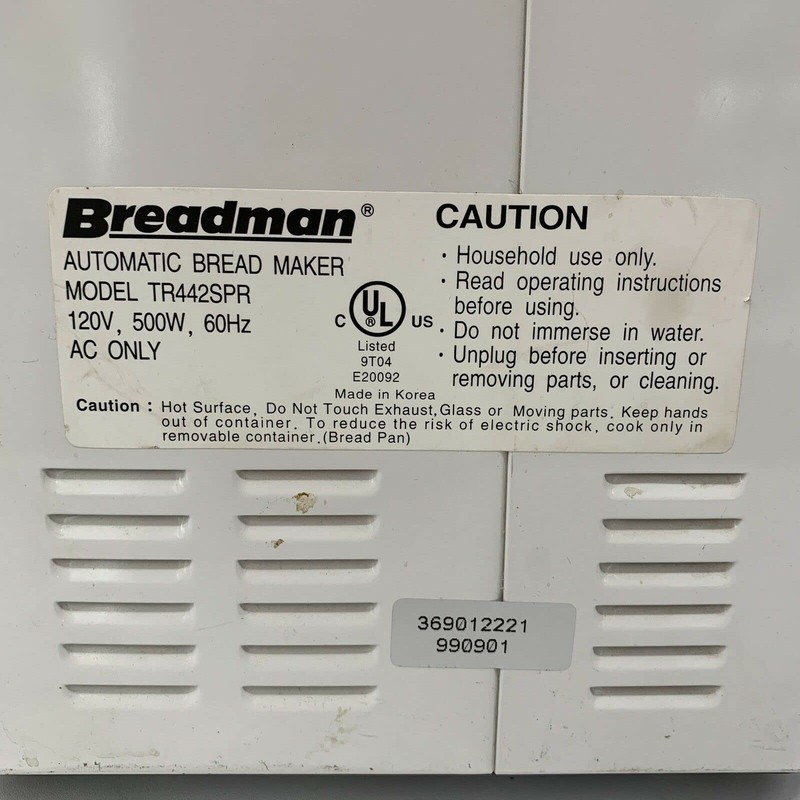 Breadman®
AUTOMATIC BREAD MAKER
MODEL TR442SPR
120V, 500W, 60Hz
AC ONLY
C UL® US
Listed
9T04
E20092
Made in Korea
CAUTION
· Household use only.
· Read operating instructions
before using.
· Do not immerse in water.
· Unplug before inserting or
removing parts, or cleaning.
Caution : Hot Surface, Do Not Touch Exhaust,Glass or Moving parts. Keep hands
out of container. To reduce the risk of electric shock, cook only in
removable container.(Bread Pan)
369012221
990901